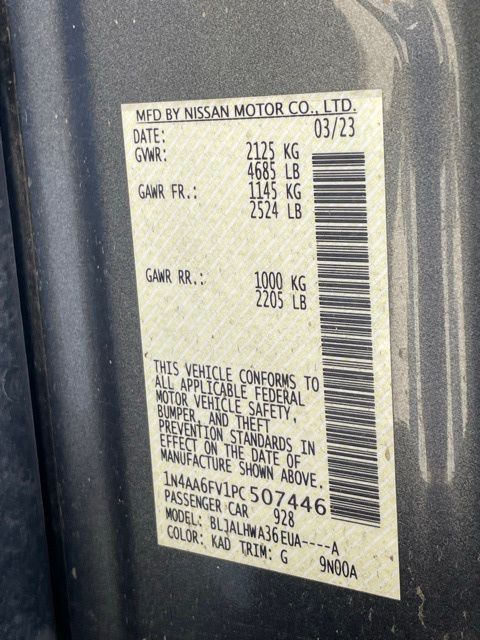 MFD BY NISSAN MOTOR CO., LTD.
DATE: 03/23
GVWR: 2125 KG
4685 LB
GAWR FR.: 1145 KG
2524 LB
GAWR RR.: 1000 KG
2205 LB
THIS VEHICLE CONFORMS TO
ALL APPLICABLE FEDERAL
MOTOR VEHICLE SAFETY,
BUMPER, AND THEFT
PREVENTION STANDARDS IN
EFFECT ON THE DATE OF
MANUFACTURE SHOWN ABOVE.
1N4AA6FV1PC507446
PASSENGER CAR 928
MODEL: BLJALHWA36EUA----A
COLOR: KAD TRIM: G 9N00A